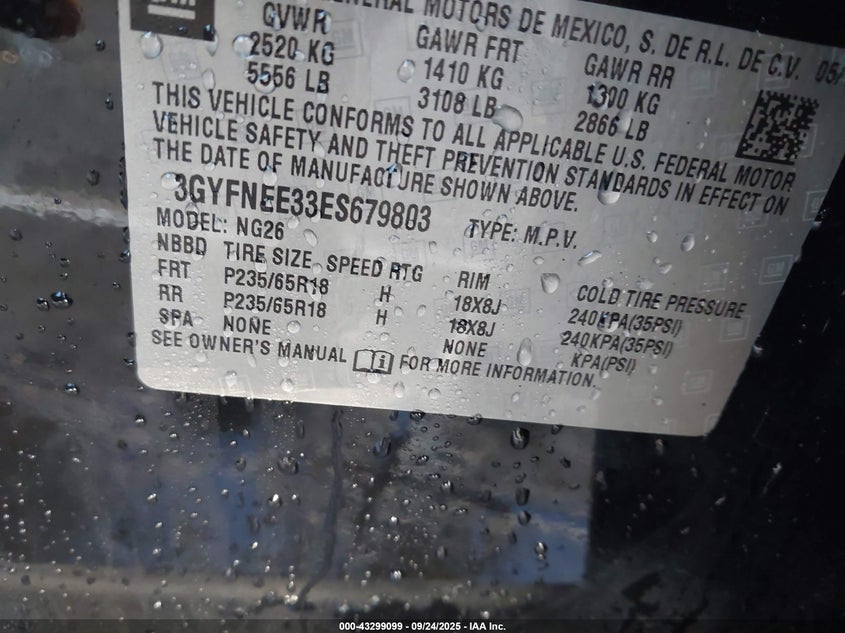 GENERAL MOTORS DE MEXICO, S. DE R.L. DE C.V. 05/
GVWR GAWR FRT GAWR RR
2520 KG 1410 KG 1300 KG
5556 LB 3108 LB 2866 LB
THIS VEHICLE CONFORMS TO ALL APPLICABLE U.S. FEDERAL MOTOR
VEHICLE SAFETY AND THEFT PREVENTION STANDARDS IN EFFECT ON
THE DATE OF MANUFACTURE SHOWN ABOVE.
3GYFNEE33ES679803 TYPE: M.P.V.
MODEL: NG26
NBBD TIRE SIZE, SPEED RTG RIM COLD TIRE PRESSURE
FRT P235/65R18 H 18X8J 240KPA(35PSI)
RR P235/65R18 H 18X8J 240KPA(35PSI)
SPA NONE NONE KPA(PSI)
SEE OWNER'S MANUAL FOR MORE INFORMATION.
000-43299099 - 09/24/2025 - IAA Inc.